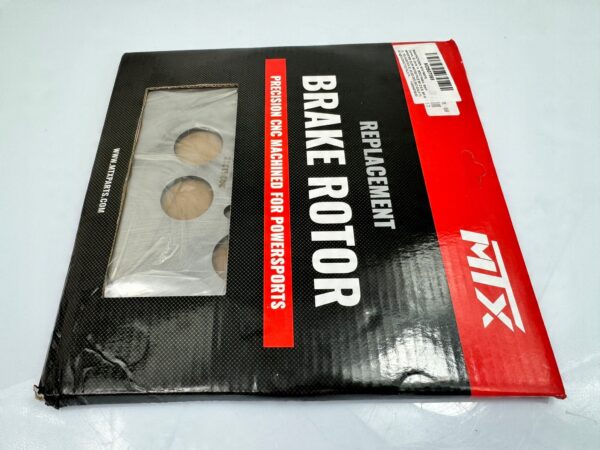 MTX
REPLACEMENT
BRAKE ROTOR
PRECISION CNC MACHINED FOR POWERSPORTS
WWW.MTXPARTS.COM